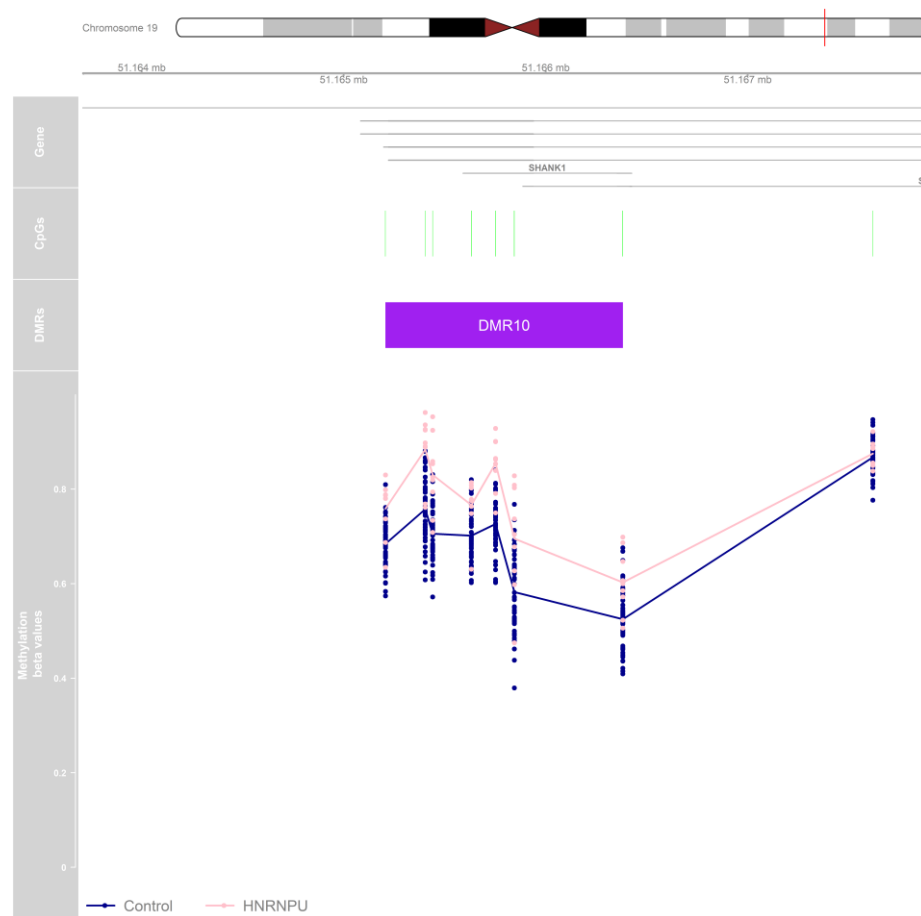 Chromosome 19
51.164 mb
51.166 mb
51.165 mb
51.167 mb
Gene
SHANK1
S
CpGs
DMRs
DMR10
Methylation
beta values
0.8
0.6
0.4
0.2
0
Control
HNRNPU